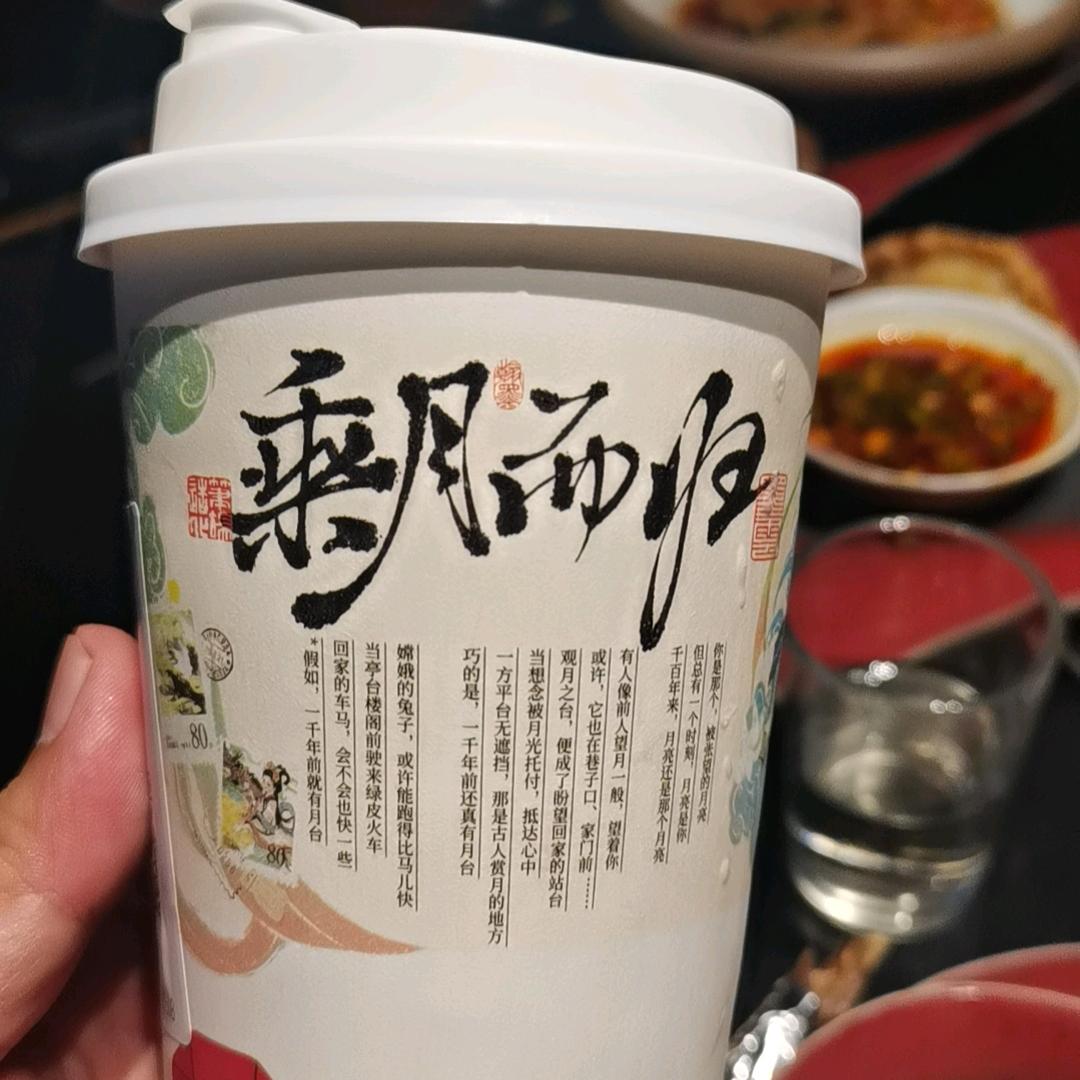 乘月而归
*假如，一千年前就有月台
回家的车马，会不会也快一些
当亭台楼阁前驶来绿皮火车
嫦娥的兔子，或许能跑得比马儿快
巧的是，一千年前还真有月台
一方平台无遮挡，那是古人赏月的地方
当想念被月光托付，抵达心中
观月之台，便成了盼望回家的站台
或许，它也在巷子口、家门前……
有人像前人望月一般，望着你
千百年来，月亮还是那个月亮
但总有一个时刻，月亮是你
你是那个，被张望的月亮
80
80